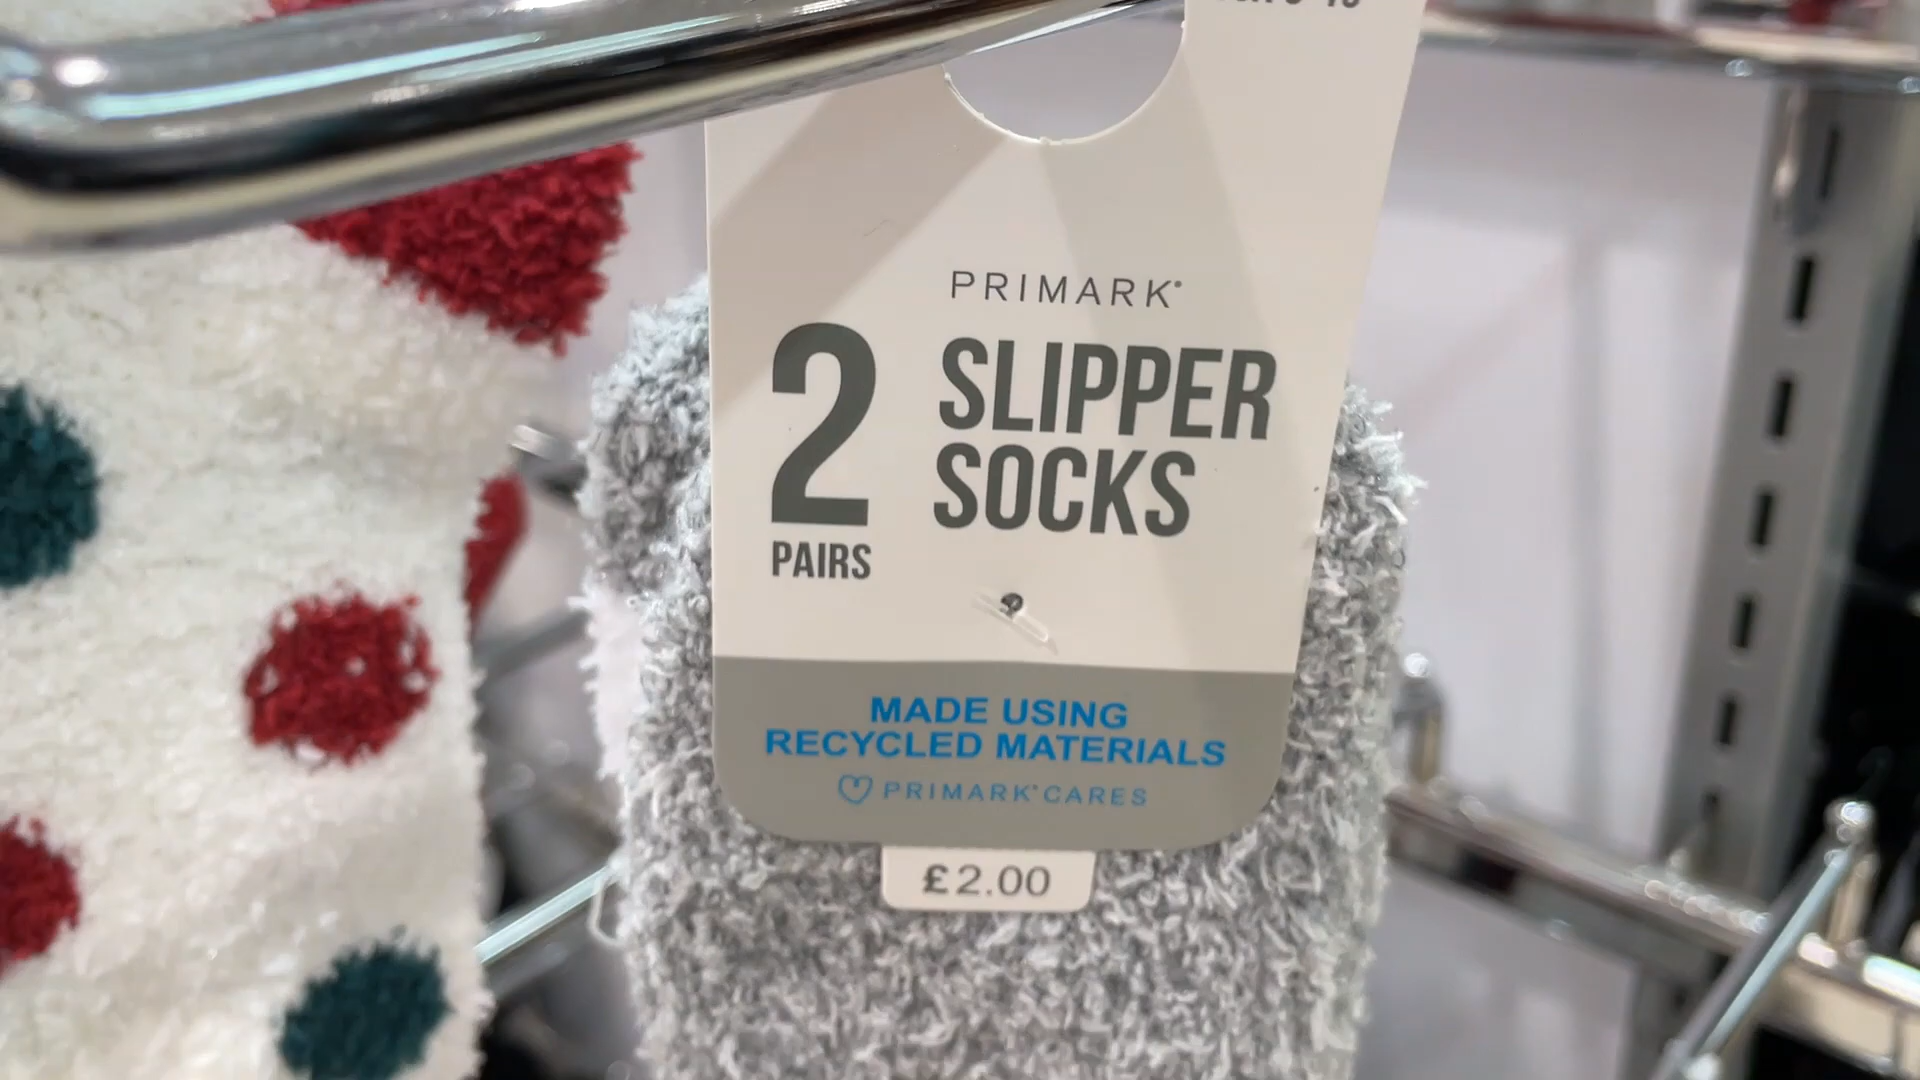 PRIMARK
2
PAIRS
SLIPPER
SOCKS
MADE USING
RECYCLED MATERIALS
PRIMARK CARES
£2.00